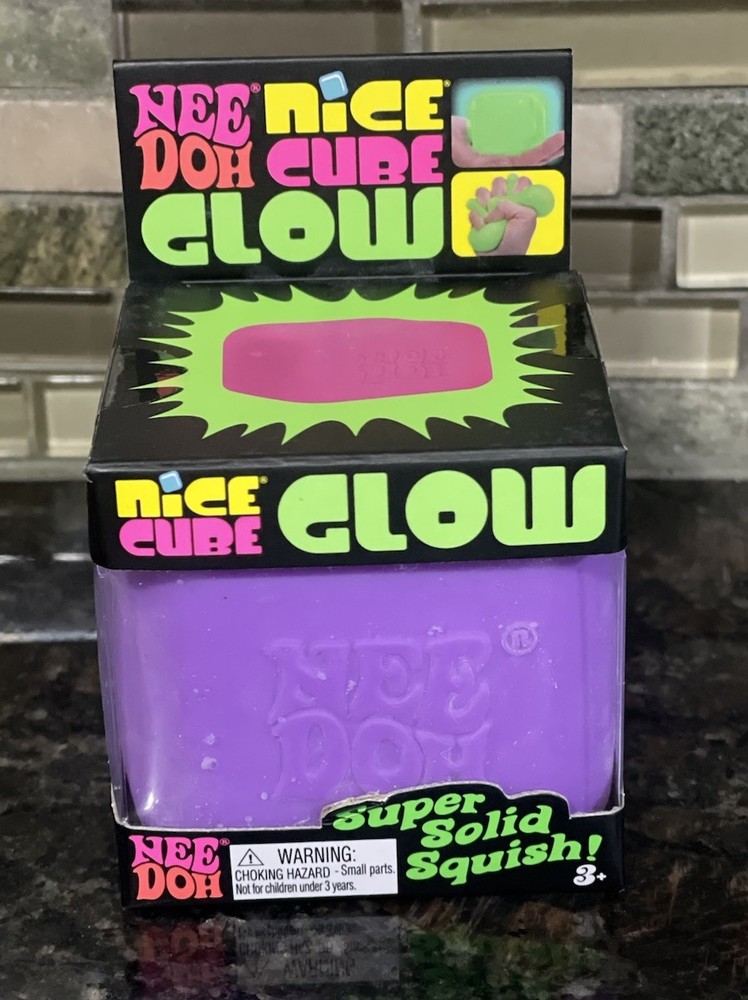 NEE® NiCE®
DOH CUBE
GLOW
NiCE® GLOW
CUBE
NEE®
DOH
Super
Solid
Squish!
3+
NEE®
DOH
WARNING:
CHOKING HAZARD - Small parts.
Not for children under 3 years.